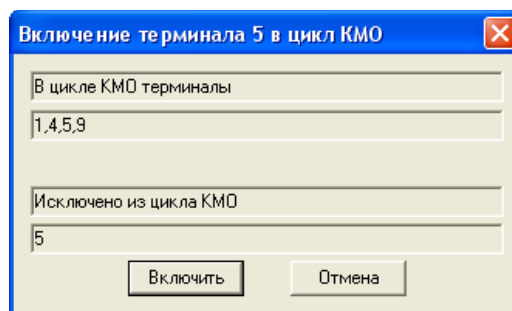 Включение терминала 5 в цикл КМО
В цикле КМО терминалы
1,4,5,9
Исключено из цикла КМО
5
Включить Отмена